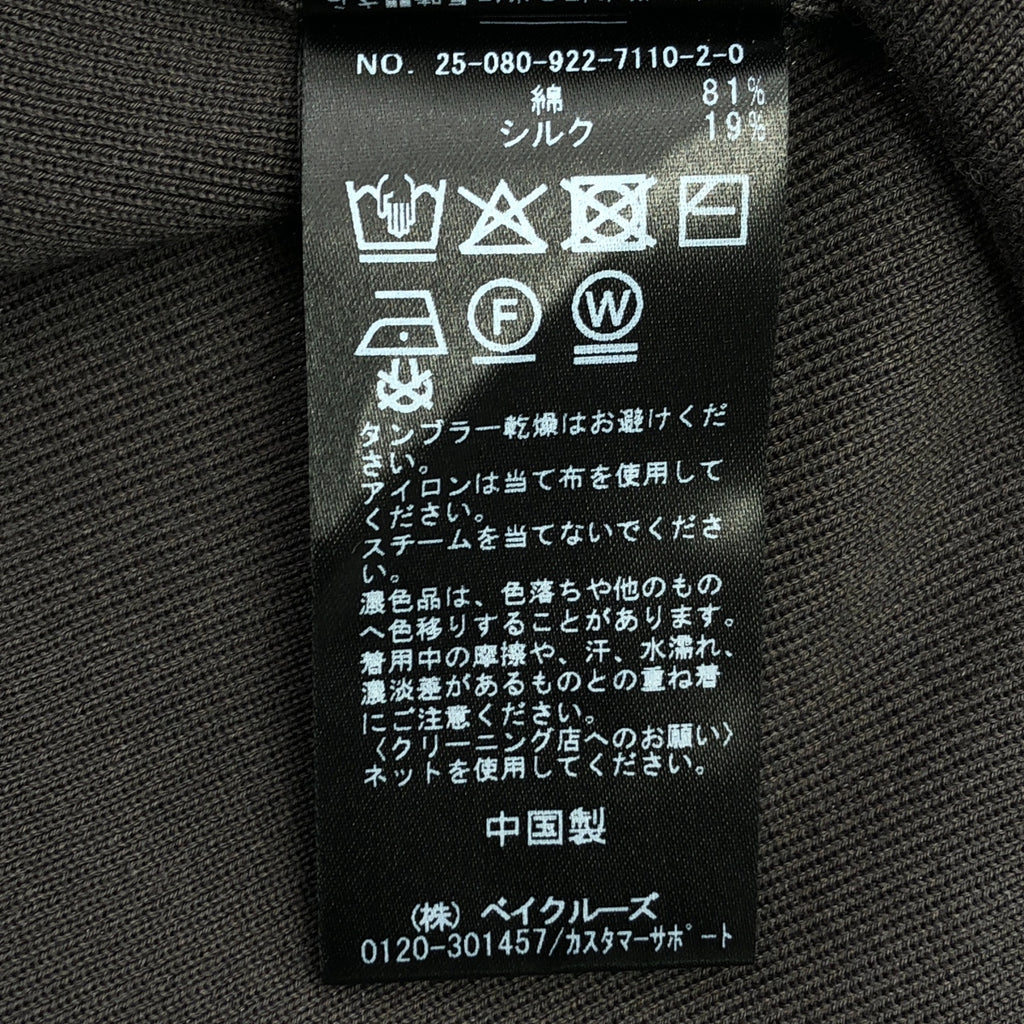 NO. 25-080-922-7110-2-0
綿 81%
シルク 19%
F W
タンブラー乾燥はお避けくだ
さい。
アイロンは当て布を使用して
ください。
スチームを当てないでくださ
い。
濃色品は、色落ちや他のもの
へ色移りすることがあります。
着用中の摩擦や、汗、水濡れ、
濃淡差があるものとの重ね着
にご注意ください。
〈クリーニング店へのお願い〉
ネットを使用してください。
中国製
(株) ベイクルーズ
0120-301457/カスタマーサポート